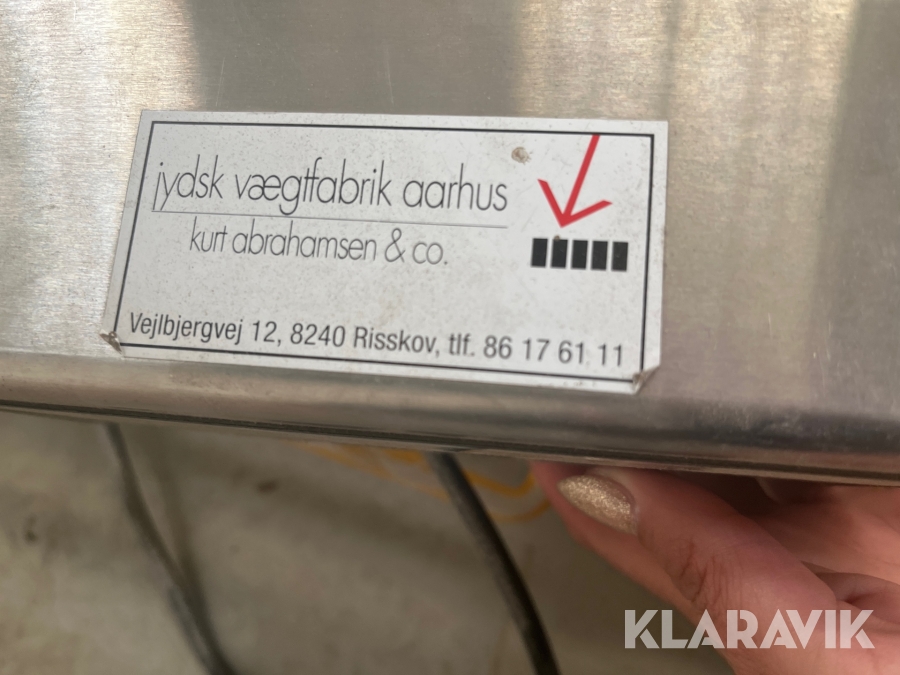 jydsk vægtfabrik aarhus
kurt abrahamsen & co.
Vejlbjergvej 12, 8240 Risskov, tlf. 86 17 61 11
KLARAVIK